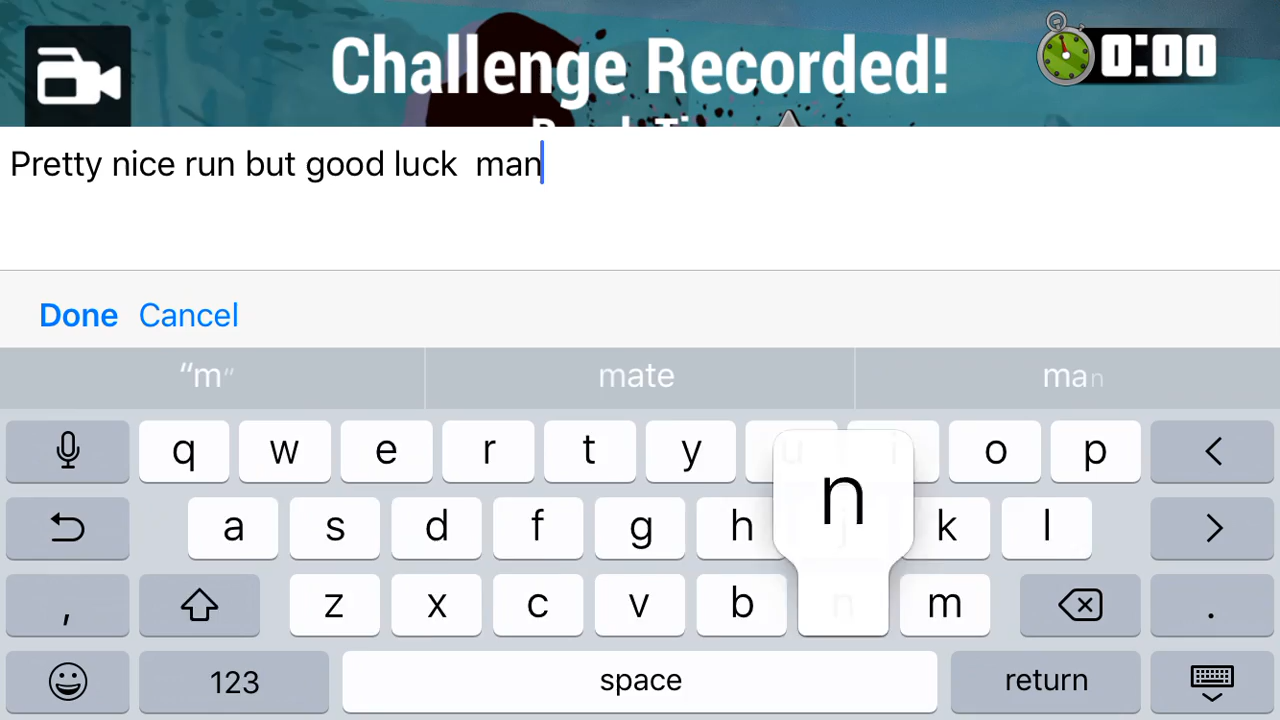 Challenge Recorded!
0:00
Pretty nice run but good luck  man
Done Cancel
“m” mate man
q w e r t y u i o p <
n
a s d f g h j k l >
, z x c v b n m .
123 space return